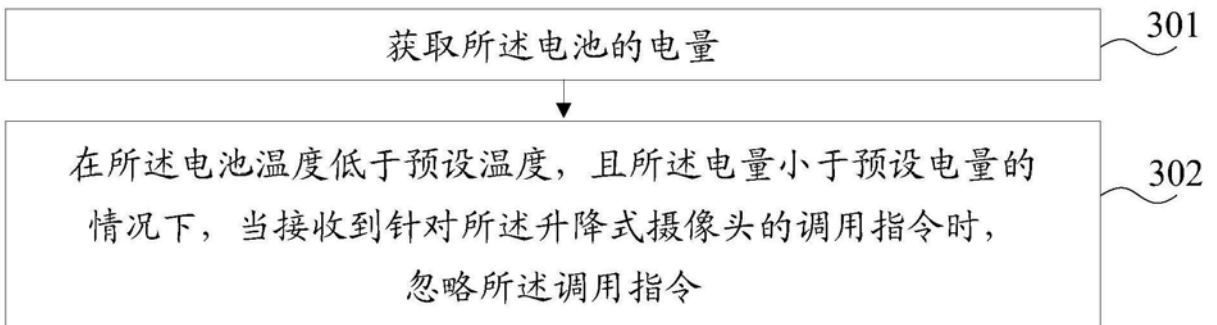 获取所述电池的电量
301
在所述电池温度低于预设温度，且所述电量小于预设电量的
302
情况下，当接收到针对所述升降式摄像头的调用指令时，
忽略所述调用指令